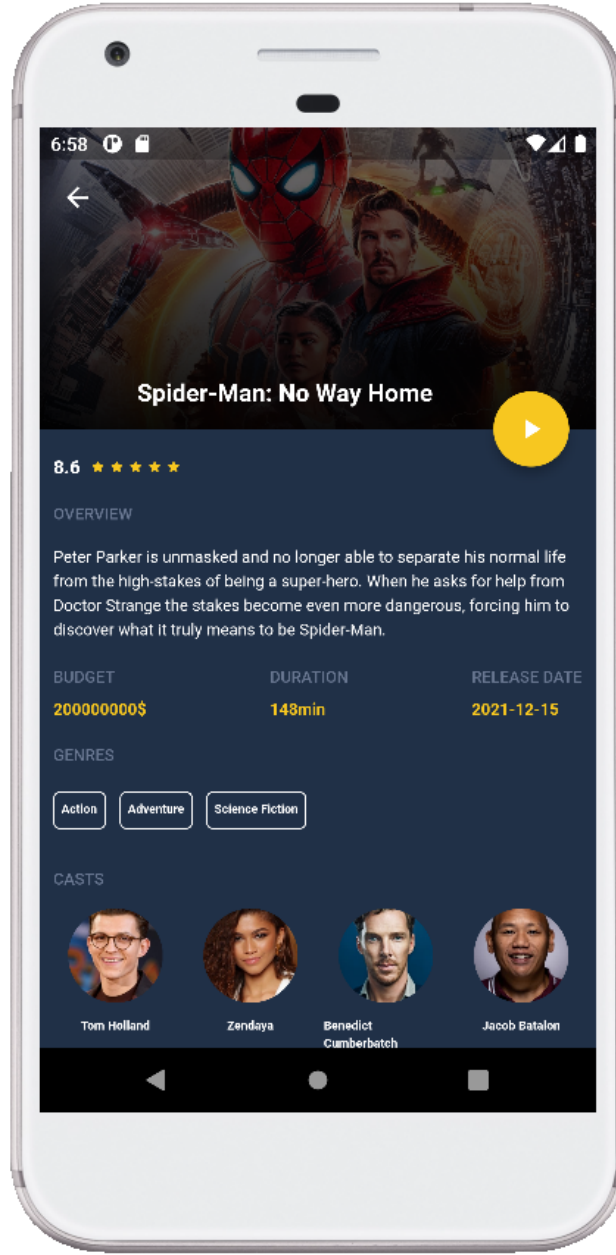 6:58
Spider-Man: No Way Home
8.6
OVERVIEW
Peter Parker is unmasked and no longer able to separate his normal life
from the high-stakes of being a super-hero. When he asks for help from
Doctor Strange the stakes become even more dangerous, forcing him to
discover what it truly means to be Spider-Man.
BUDGET DURATION RELEASE DATE
200000000$ 148min 2021-12-15
GENRES
Action Adventure Science Fiction
CASTS
Tom Holland Zendaya Benedict Jacob Batalon
Cumberbatch